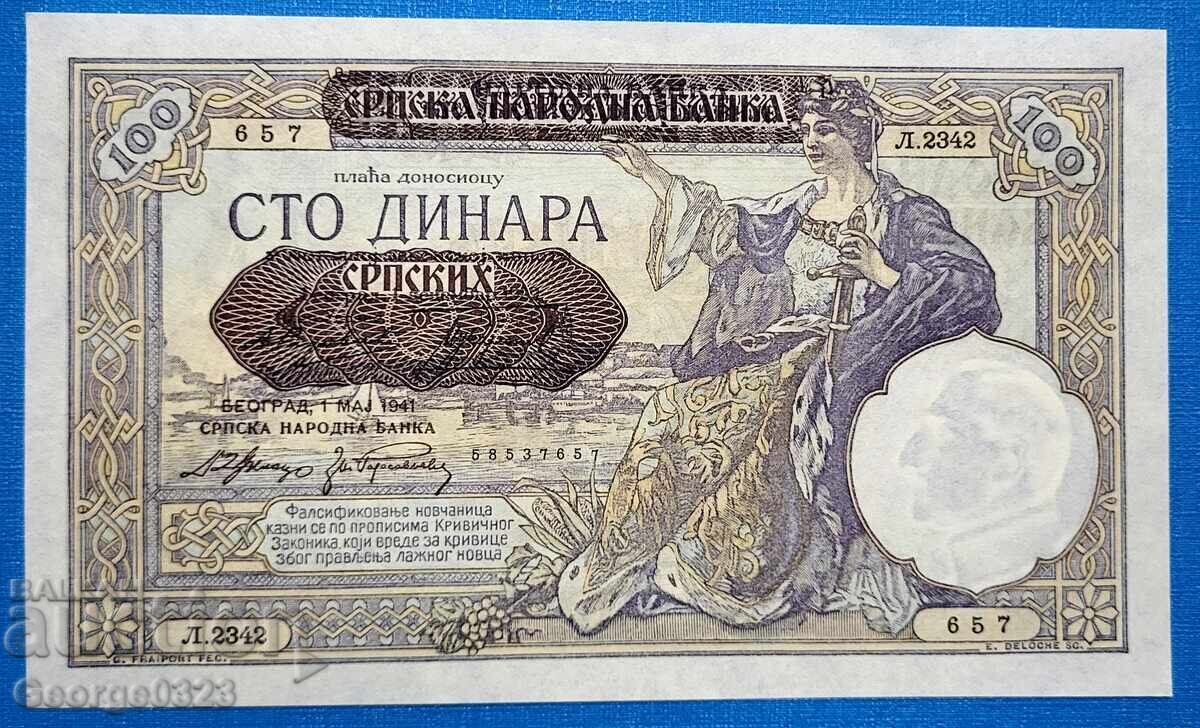 100
СРПСКА НАРОДНА БАНКА
100
657
Л.2342
плаћа доносиоцу
СТО ДИНАРА
СРПСКИХ
БЕОГРАД, 1 МАЈ 1941
СРПСКА НАРОДНА БАНКА
58537657
Фалсификовање новчаница
казни се по прописима Кривичног
Законика, који вреде за кривице
због прављења лажног новца
Л.2342
657
G. FRAIPONT FEC.
E. DELOCHE SC.
George0323